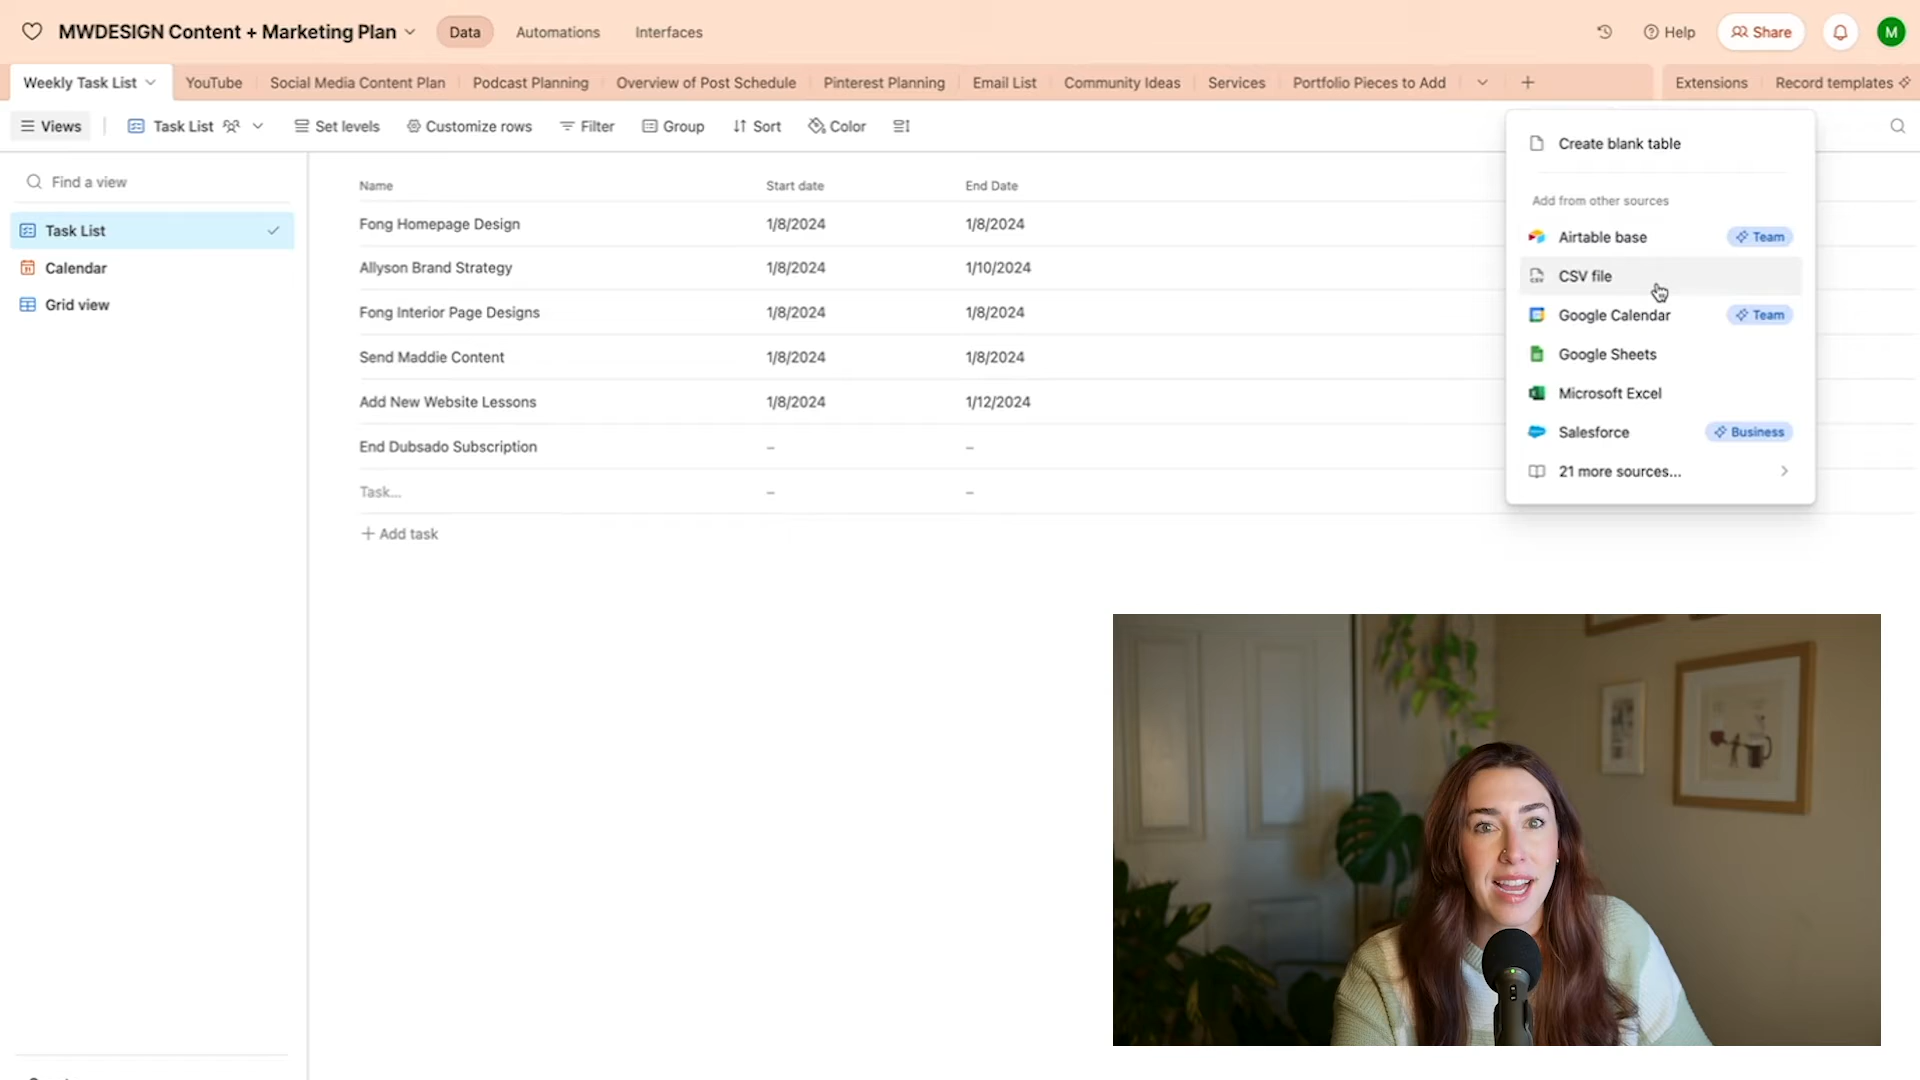 MWDESIGN Content + Marketing Plan
Data
Automations
Interfaces
Help
Share
M
Weekly Task List
YouTube
Social Media Content Plan
Podcast Planning
Overview of Post Schedule
Pinterest Planning
Email List
Community Ideas
Services
Portfolio Pieces to Add
Extensions
Record templates
Views
Task List
Set levels
Customize rows
Filter
Group
Sort
Color
Find a view
Task List
Calendar
Grid view
Name Start date End Date
Fong Homepage Design 1/8/2024 1/8/2024
Allyson Brand Strategy 1/8/2024 1/10/2024
Fong Interior Page Designs 1/8/2024 1/8/2024
Send Maddie Content 1/8/2024 1/8/2024
Add New Website Lessons 1/8/2024 1/12/2024
End Dubsado Subscription – –
Task... – –
+ Add task
Create blank table
Add from other sources
Airtable base Team
CSV file
Google Calendar Team
Google Sheets
Microsoft Excel
Salesforce Business
21 more sources...